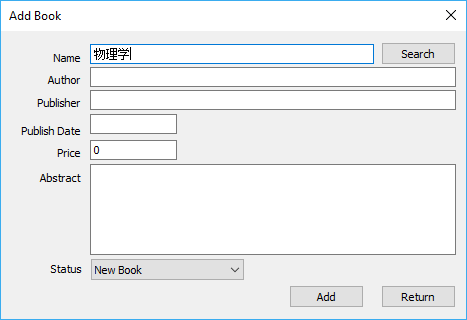 Add Book
Name 物理学 Search
Author
Publisher
Publish Date
Price 0
Abstract
Status New Book
Add Return